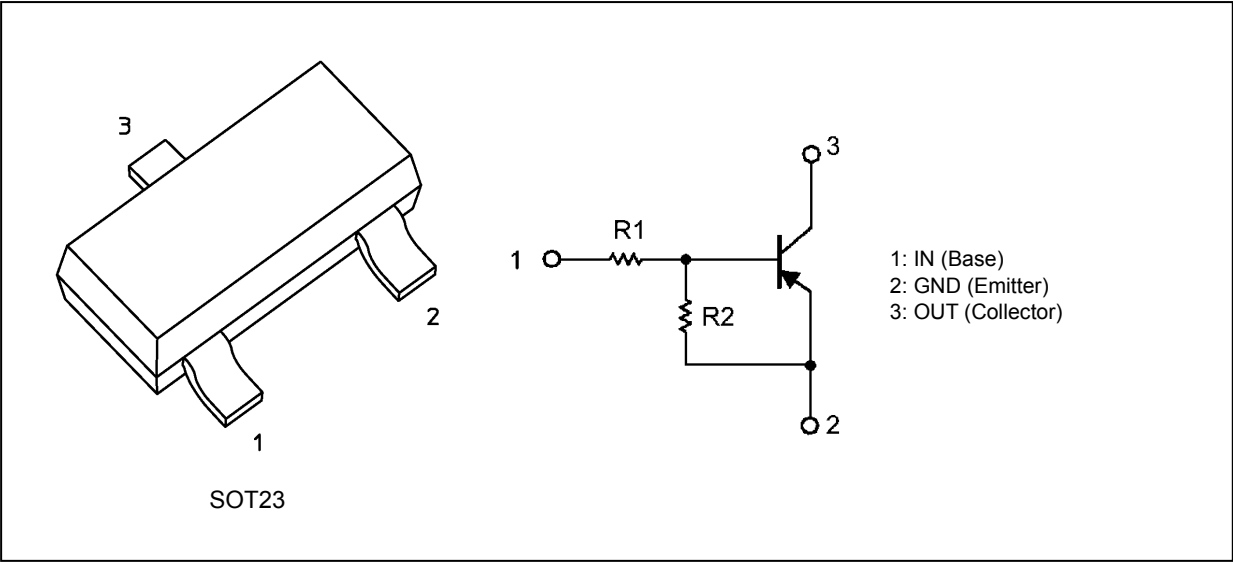 3
2
1
SOT23
3
R1
1
R2
2
1: IN (Base)
2: GND (Emitter)
3: OUT (Collector)